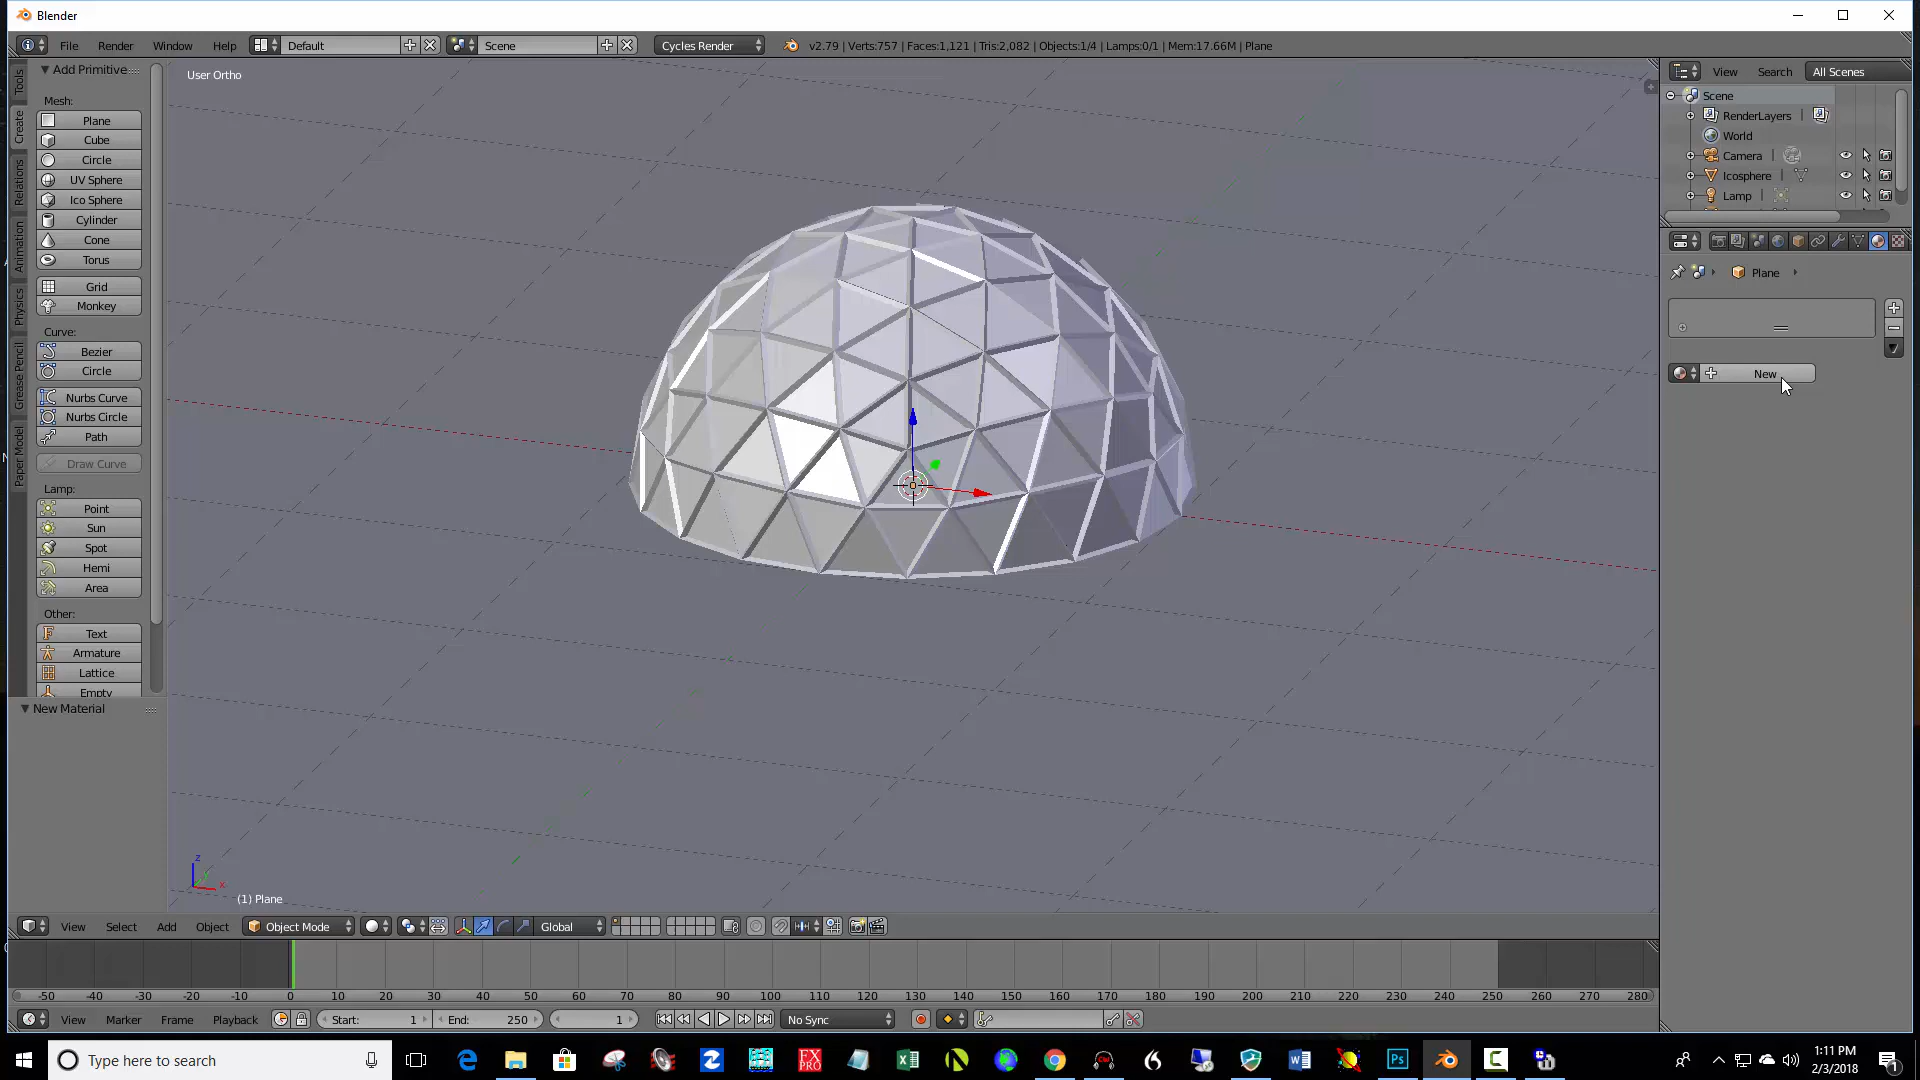 Blender
File Render Window Help Default Scene Cycles Render v2.79 | Verts:757 | Faces:1,121 | Tris:2,082 | Objects:1/4 | Lamps:0/1 | Mem:17.66M | Plane
Tools
Create
Relations
Animation
Physics
Grease Pencil
Paper Model
Add Primitive
Mesh:
Plane
Cube
Circle
UV Sphere
Ico Sphere
Cylinder
Cone
Torus
Grid
Monkey
Curve:
Bezier
Circle
Nurbs Curve
Nurbs Circle
Path
Draw Curve
Lamp:
Point
Sun
Spot
Hemi
Area
Other:
Text
Armature
Lattice
Empty
New Material
User Ortho
z
y
x
(1) Plane
View Search All Scenes
Scene
RenderLayers
World
Camera
Icosphere
Lamp
Plane
New
View Select Add Object Object Mode Global
-50 -40 -30 -20 -10 0 10 20 30 40 50 60 70 80 90 100 110 120 130 140 150 160 170 180 190 200 210 220 230 240 250 260 270 280
View Marker Frame Playback Start: 1 End: 250 1 No Sync
Type here to search
FX
PRO
Ps
1:11 PM
2/3/2018
1